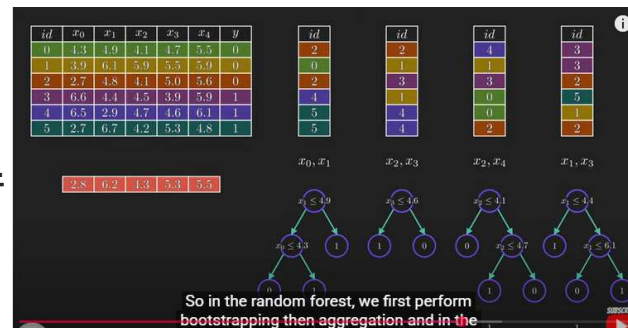 id x0 x1 x2 x3 x4 y
0 4.3 4.9 4.1 4.7 5.5 0
1 3.9 6.1 5.9 5.5 5.9 0
2 2.7 4.8 4.1 5.0 5.6 0
3 6.6 4.4 4.5 3.9 5.9 1
4 6.5 2.9 4.7 4.6 6.1 1
5 2.7 6.7 4.2 5.3 4.8 1
2.8 6.2 4.3 5.3 5.5
id
2
0
2
4
5
5
id
2
1
3
1
4
4
id
4
1
3
0
0
2
id
3
3
2
5
1
2
x0, x1
x2, x3
x2, x4
x1, x3
x1 ≤ 4.9
x0 ≤ 4.3 1
0 1
x3 ≤ 4.6
1 0
x2 ≤ 4.1
0 x2 ≤ 4.7
1 0
x1 ≤ 4.4
1 x1 ≤ 6.1
0 1
So in the random forest, we first perform
bootstrapping then aggregation and in the